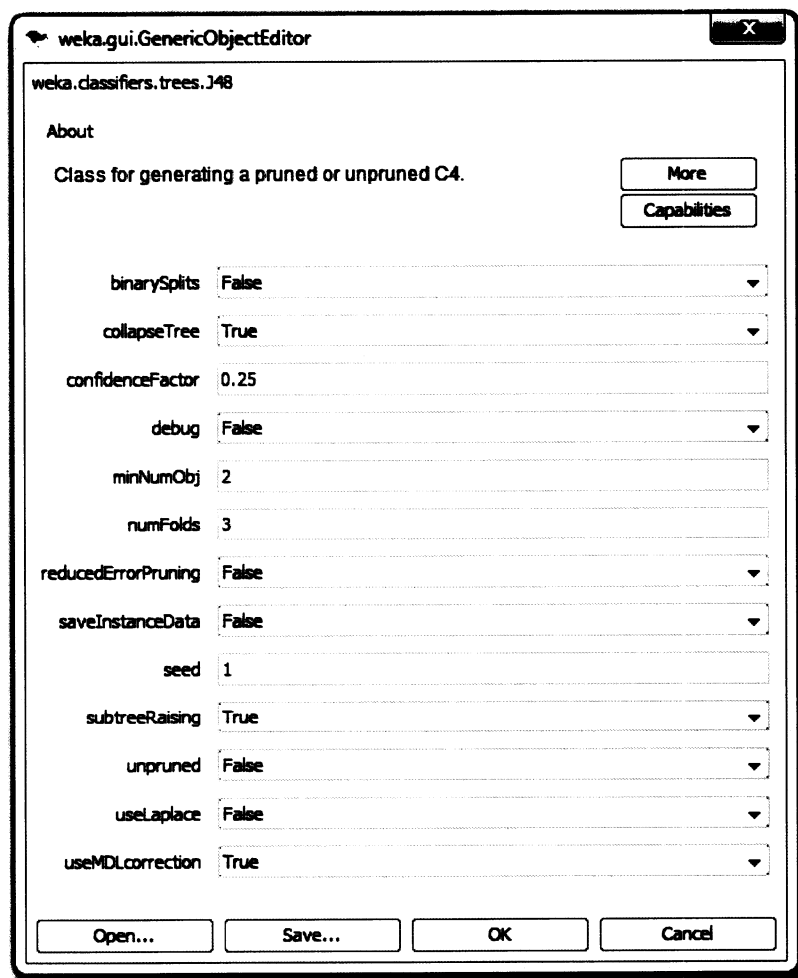 weka.gui.GenericObjectEditor
X
weka.classifiers.trees.J48
About
Class for generating a pruned or unpruned C4.
More
Capabilities
binarySplits False
collapseTree True
confidenceFactor 0.25
debug False
minNumObj 2
numFolds 3
reducedErrorPruning False
saveInstanceData False
seed 1
subtreeRaising True
unpruned False
useLaplace False
useMDLcorrection True
Open... Save... OK Cancel